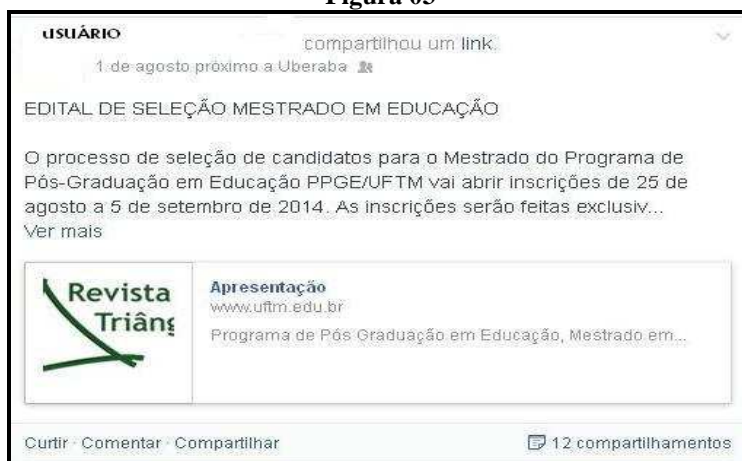 Figura 03
USUÁRIO compartilhou um link.
1 de agosto próximo a Uberaba
EDITAL DE SELEÇÃO MESTRADO EM EDUCAÇÃO
O processo de seleção de candidatos para o Mestrado do Programa de
Pós-Graduação em Educação PPGE/UFTM vai abrir inscrições de 25 de
agosto a 5 de setembro de 2014. As inscrições serão feitas exclusiv...
Ver mais
Revista
Triâng
Apresentação
www.uftm.edu.br
Programa de Pós Graduação em Educação, Mestrado em...
Curtir · Comentar · Compartilhar
12 compartilhamentos